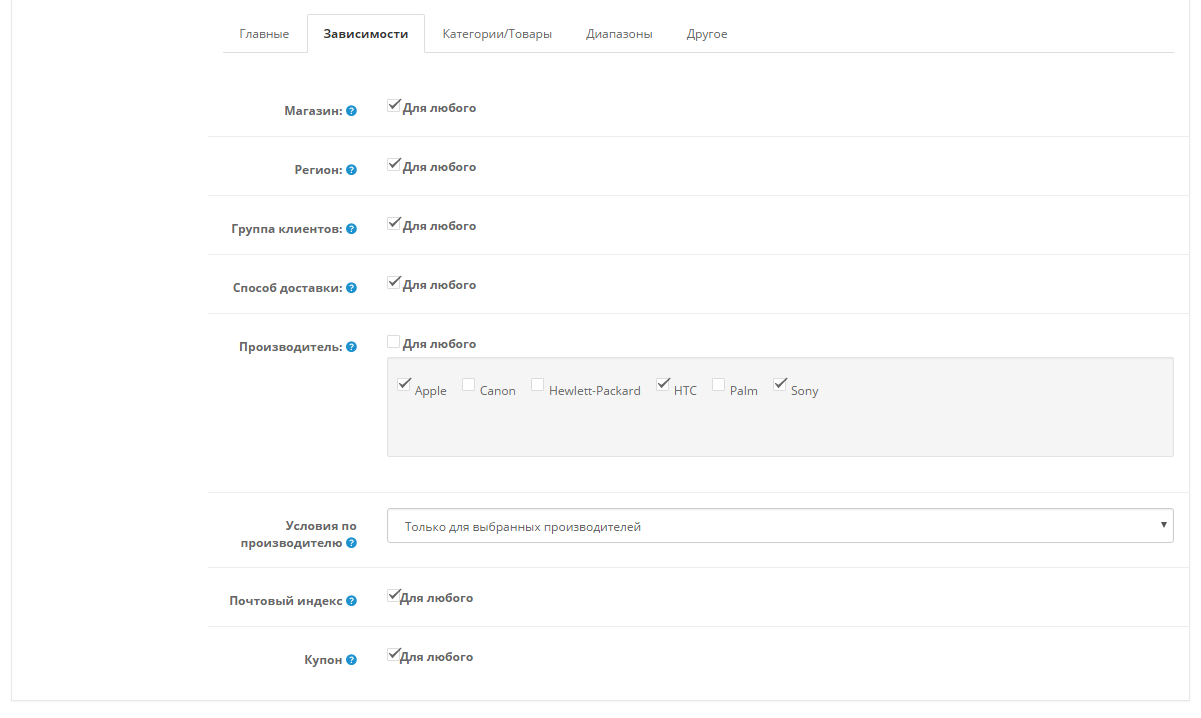 Главные Зависимости Категории/Товары Диапазоны Другое
Магазин: ? Для любого
Регион: ? Для любого
Группа клиентов: ? Для любого
Способ доставки: ? Для любого
Производитель: ? Для любого
Apple Canon Hewlett-Packard HTC Palm Sony
Условия по
производителю ? Только для выбранных производителей
Почтовый индекс ? Для любого
Купон ? Для любого